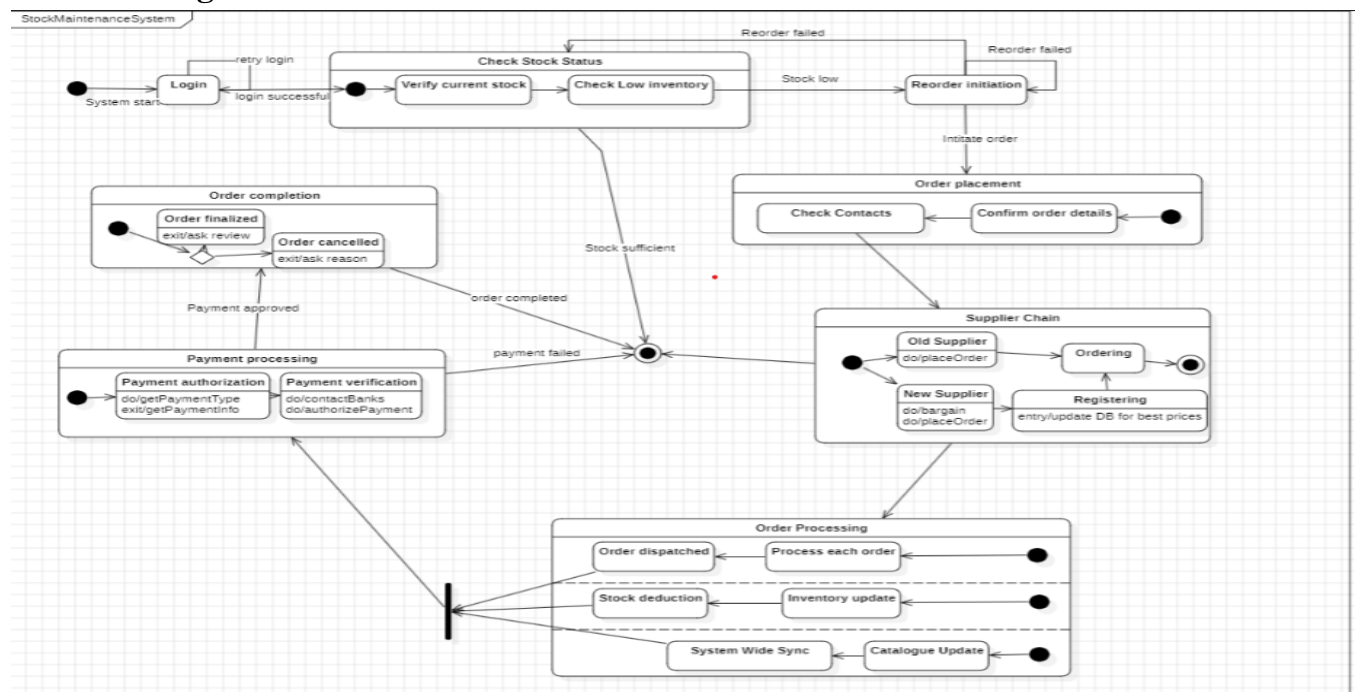 StockMaintenanceSystem
Reorder failed
Reorder failed
retry login
Check Stock Status
Login
Verify current stock
Check Low inventory
Stock low
Reorder initiation
System start
login successful
Intitate order
Order placement
Order completion
Check Contacts
Confirm order details
Order finalized
exit/ask review
Order cancelled
exit/ask reason
Stock sufficient
order completed
Payment approved
Supplier Chain
Old Supplier
do/placeOrder
Ordering
Payment processing
payment failed
Payment authorization
do/getPaymentType
exit/getPaymentInfo
Payment verification
do/contactBanks
do/authorizePayment
New Supplier
do/bargain
do/placeOrder
Registering
entry/update DB for best prices
Order Processing
Order dispatched
Process each order
Stock deduction
Inventory update
System Wide Sync
Catalogue Update